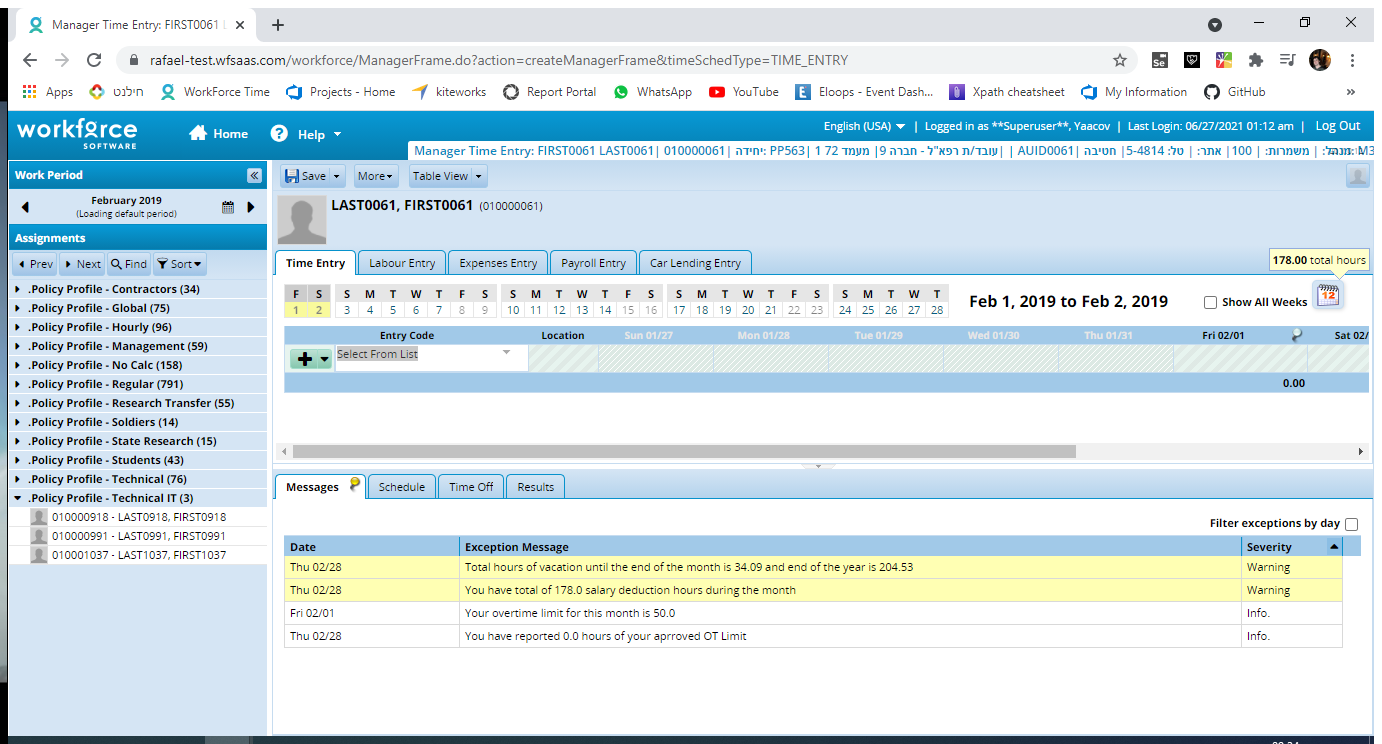 Manager Time Entry: FIRST0061
rafael-test.wfsaas.com/workforce/ManagerFrame.do?action=createManagerFrame&timeSchedType=TIME_ENTRY
Apps חילנט WorkForce Time Projects - Home kiteworks Report Portal WhatsApp YouTube Eloops - Event Dash... Xpath cheatsheet My Information GitHub »
workforce SOFTWARE Home Help English (USA) | Logged in as **Superuser**, Yaacov | Last Login: 06/27/2021 01:12 am | Log Out
Manager Time Entry: FIRST0061 LAST0061| 010000061| יחידה: PP563| 1 72 מעמד |9 עובד/ת רפא"ל - חברה| | AUID0061| חטיבה |5-4814 :טל |אתר: |100 | משמרות:
Work Period
February 2019
(Loading default period)
Assignments
Prev Next Find Sort
.Policy Profile - Contractors (34)
.Policy Profile - Global (75)
.Policy Profile - Hourly (96)
.Policy Profile - Management (59)
.Policy Profile - No Calc (158)
.Policy Profile - Regular (791)
.Policy Profile - Research Transfer (55)
.Policy Profile - Soldiers (14)
.Policy Profile - State Research (15)
.Policy Profile - Students (43)
.Policy Profile - Technical (76)
.Policy Profile - Technical IT (3)
010000918 - LAST0918, FIRST0918
010000991 - LAST0991, FIRST0991
010001037 - LAST1037, FIRST1037
Save More Table View
LAST0061, FIRST0061 (010000061)
Time Entry Labour Entry Expenses Entry Payroll Entry Car Lending Entry
178.00 total hours
F S S M T W T F S S M T W T F S S M T W T F S S M T W T
1 2 3 4 5 6 7 8 9 10 11 12 13 14 15 16 17 18 19 20 21 22 23 24 25 26 27 28
Feb 1, 2019 to Feb 2, 2019 Show All Weeks 12
Entry Code Location Sun 01/27 Mon 01/28 Tue 01/29 Wed 01/30 Thu 01/31 Fri 02/01 Sat 02/
Select From List
0.00
Messages Schedule Time Off Results
Filter exceptions by day
Date Exception Message Severity
Thu 02/28 Total hours of vacation until the end of the month is 34.09 and end of the year is 204.53 Warning
Thu 02/28 You have total of 178.0 salary deduction hours during the month Warning
Fri 02/01 Your overtime limit for this month is 50.0 Info.
Thu 02/28 You have reported 0.0 hours of your aprroved OT Limit Info.